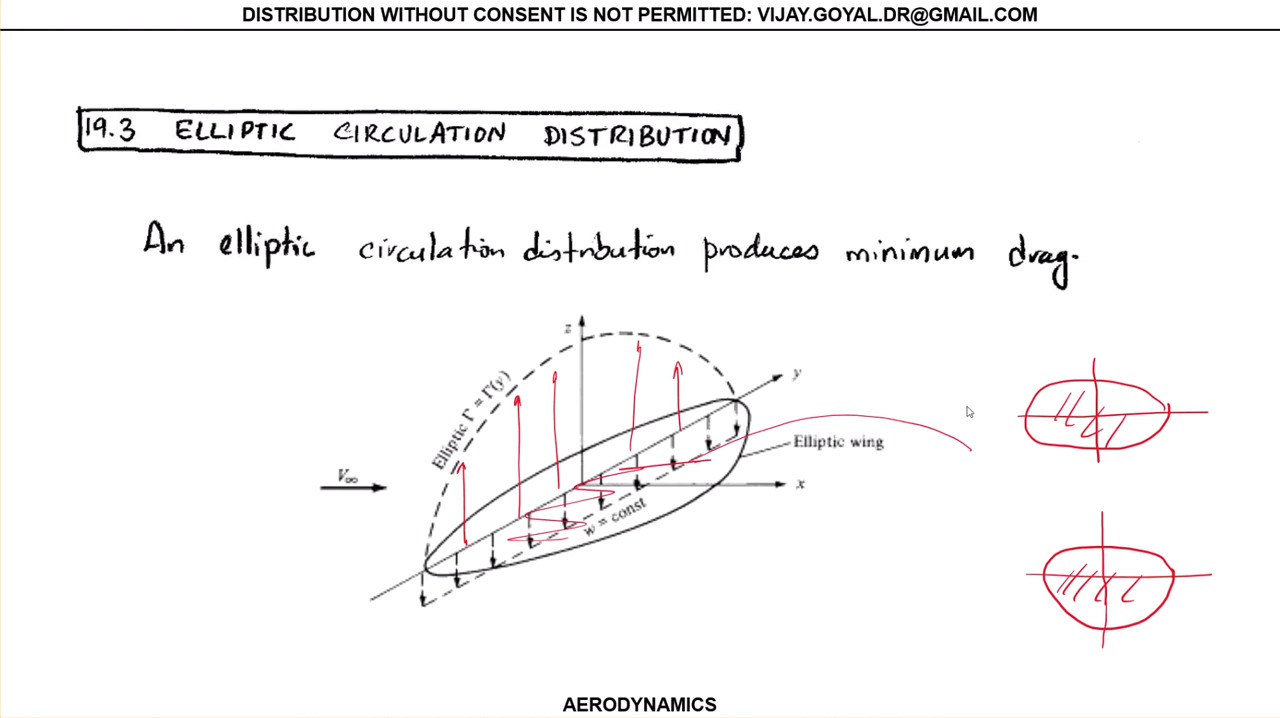 DISTRIBUTION WITHOUT CONSENT IS NOT PERMITTED: VIJAY.GOYAL.DR@GMAIL.COM
19.3 ELLIPTIC CIRCULATION DISTRIBUTION
An elliptic circulation distribution produces minimum drag.
z
y
Elliptic Γ = Γ(y)
Elliptic wing
V∞
x
w = const
AERODYNAMICS